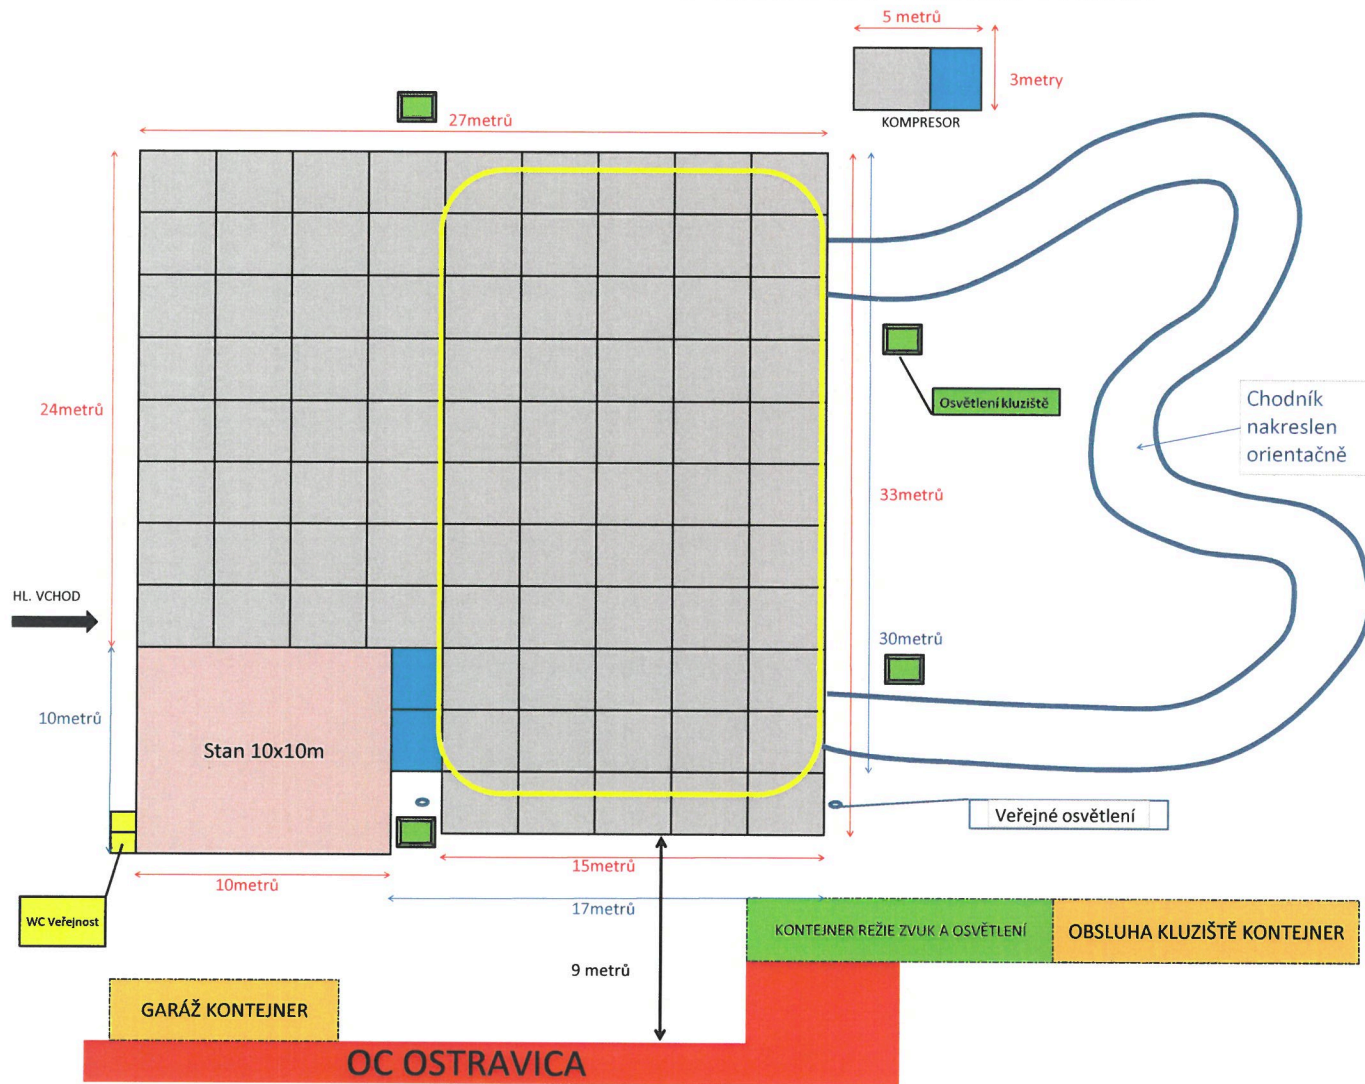 5 metrů
3metry
KOMPRESOR
27metrů
24metrů
Osvětlení kluziště
Chodník
nakreslen
orientačně
33metrů
HL. VCHOD
30metrů
10metrů
Stan 10x10m
Veřejné osvětlení
15metrů
10metrů
17metrů
WC Veřejnost
KONTEJNER REŽIE ZVUK A OSVĚTLENÍ
OBSLUHA KLUZIŠTĚ KONTEJNER
9 metrů
GARÁŽ KONTEJNER
OC OSTRAVICA